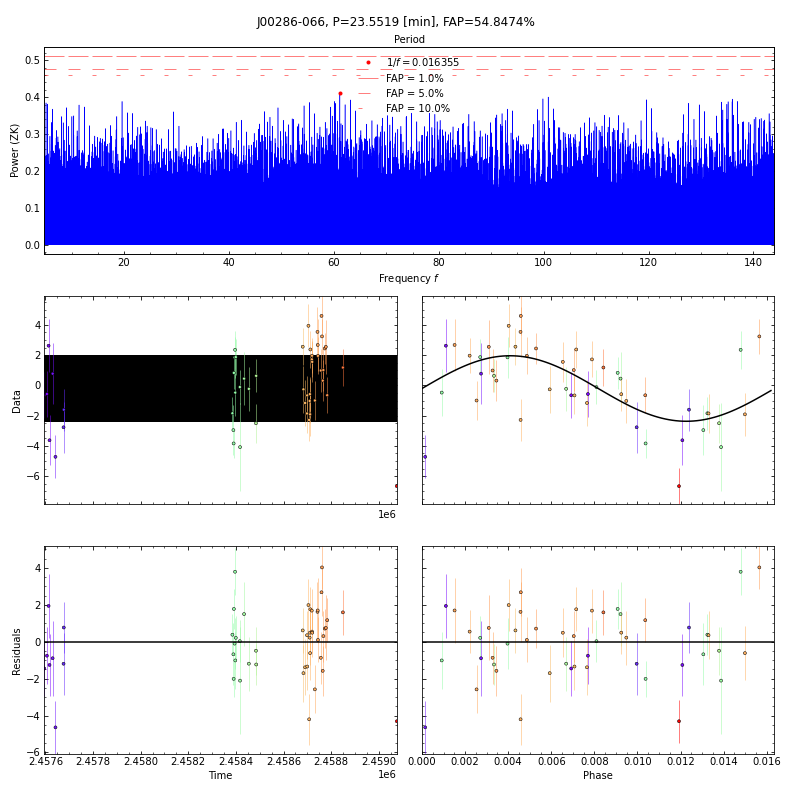 J00286-066, P=23.5519 [min], FAP=54.8474%
Period
1/f = 0.016355
FAP = 1.0%
FAP = 5.0%
FAP = 10.0%
Power (ZK)
0.5
0.4
0.3
0.2
0.1
0.0
20 40 60 80 100 120 140
Frequency f
Data
4
2
0
−2
−4
−6
1e6
Residuals
4
2
0
−2
−4
−6
2.4576 2.4578 2.4580 2.4582 2.4584 2.4586 2.4588 2.4590
1e6
Time
0.000 0.002 0.004 0.006 0.008 0.010 0.012 0.014 0.016
Phase